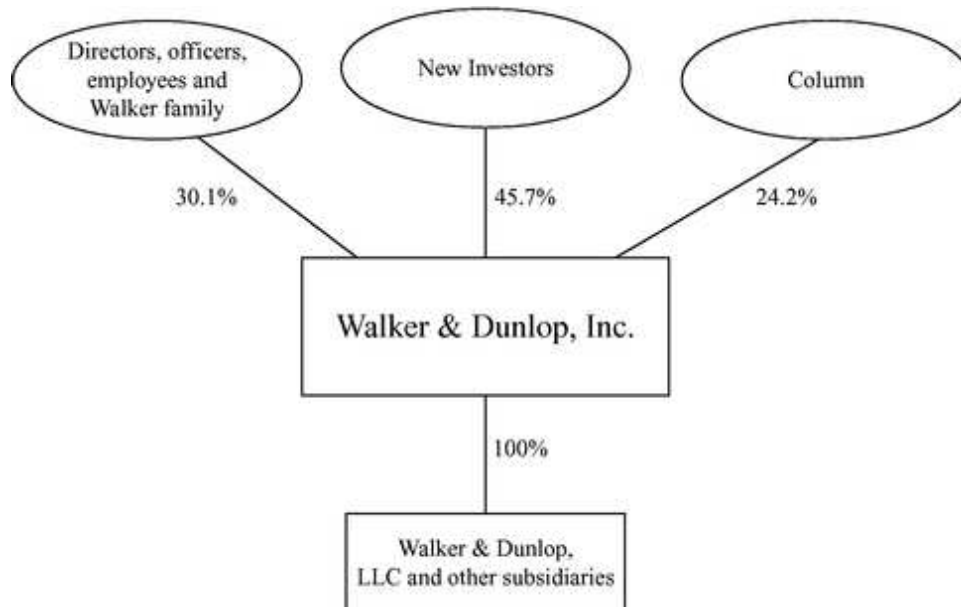 Directors, officers,
employees and
Walker family
New Investors
Column
30.1%
45.7%
24.2%
Walker & Dunlop, Inc.
100%
Walker & Dunlop,
LLC and other subsidiaries